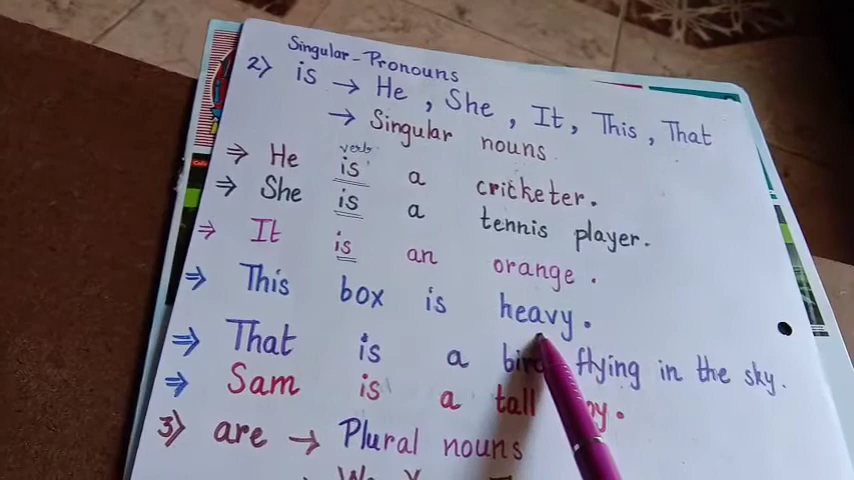 Singular - Pronouns
2) is → He, She, It, This, That
→ Singular nouns
verb
⇒ He is a cricketer.
⇒ She is a tennis player.
⇒ It is an orange.
⇒ This box is heavy.
⇒ That is a bird flying in the sky.
⇒ Sam is a tall
3) are → Plural nouns
We